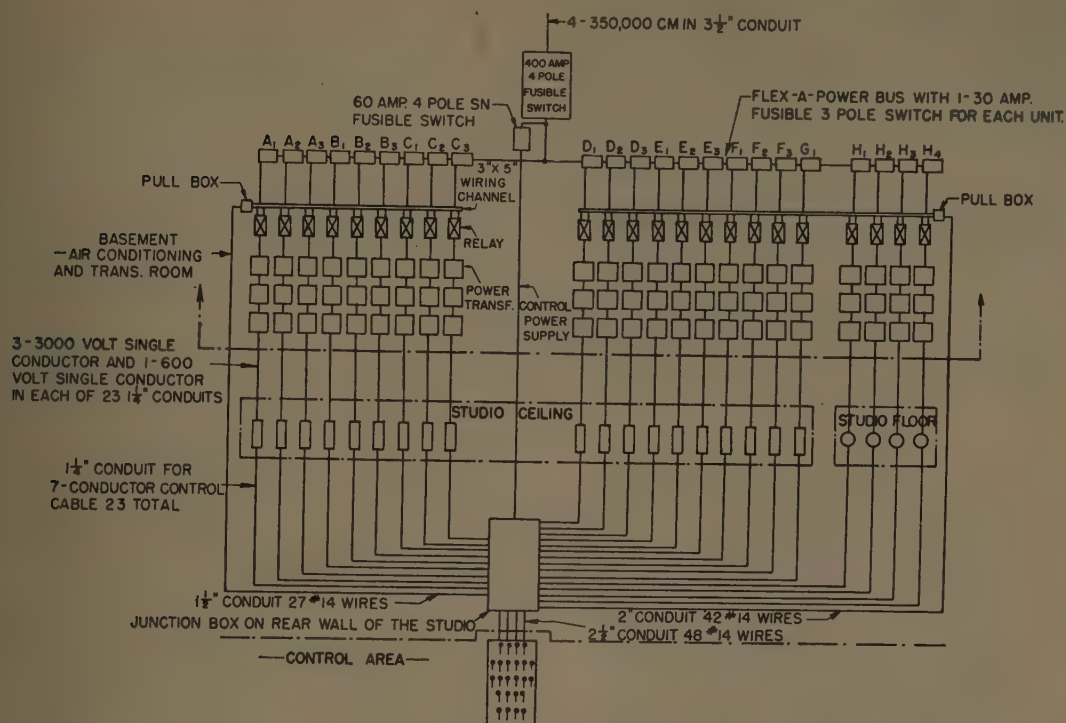 4-350,000 CM IN 3½" CONDUIT
400 AMP.
4 POLE
FUSIBLE
SWITCH
60 AMP. 4 POLE SN
FUSIBLE SWITCH
FLEX-A-POWER BUS WITH 1-30 AMP.
FUSIBLE 3 POLE SWITCH FOR EACH UNIT.
A₁ A₂ A₃ B₁ B₂ B₃ C₁ C₂ C₃
D₁ D₂ D₃ E₁ E₂ E₃ F₁ F₂ F₃ G₁ H₁ H₂ H₃ H₄
3"X 5"
WIRING
CHANNEL
PULL BOX
PULL BOX
RELAY
BASEMENT
—AIR CONDITIONING
AND TRANS. ROOM
POWER
TRANSF.
CONTROL
POWER
SUPPLY
3-3000 VOLT SINGLE
CONDUCTOR AND 1-600
VOLT SINGLE CONDUCTOR
IN EACH OF 23 1¼" CONDUITS
STUDIO CEILING
STUDIO FLOOR
1¼" CONDUIT FOR
7-CONDUCTOR CONTROL
CABLE 23 TOTAL
1½" CONDUIT 27 #14 WIRES
2" CONDUIT 42 #14 WIRES
JUNCTION BOX ON REAR WALL OF THE STUDIO
2½" CONDUIT 48 #14 WIRES
—CONTROL AREA—